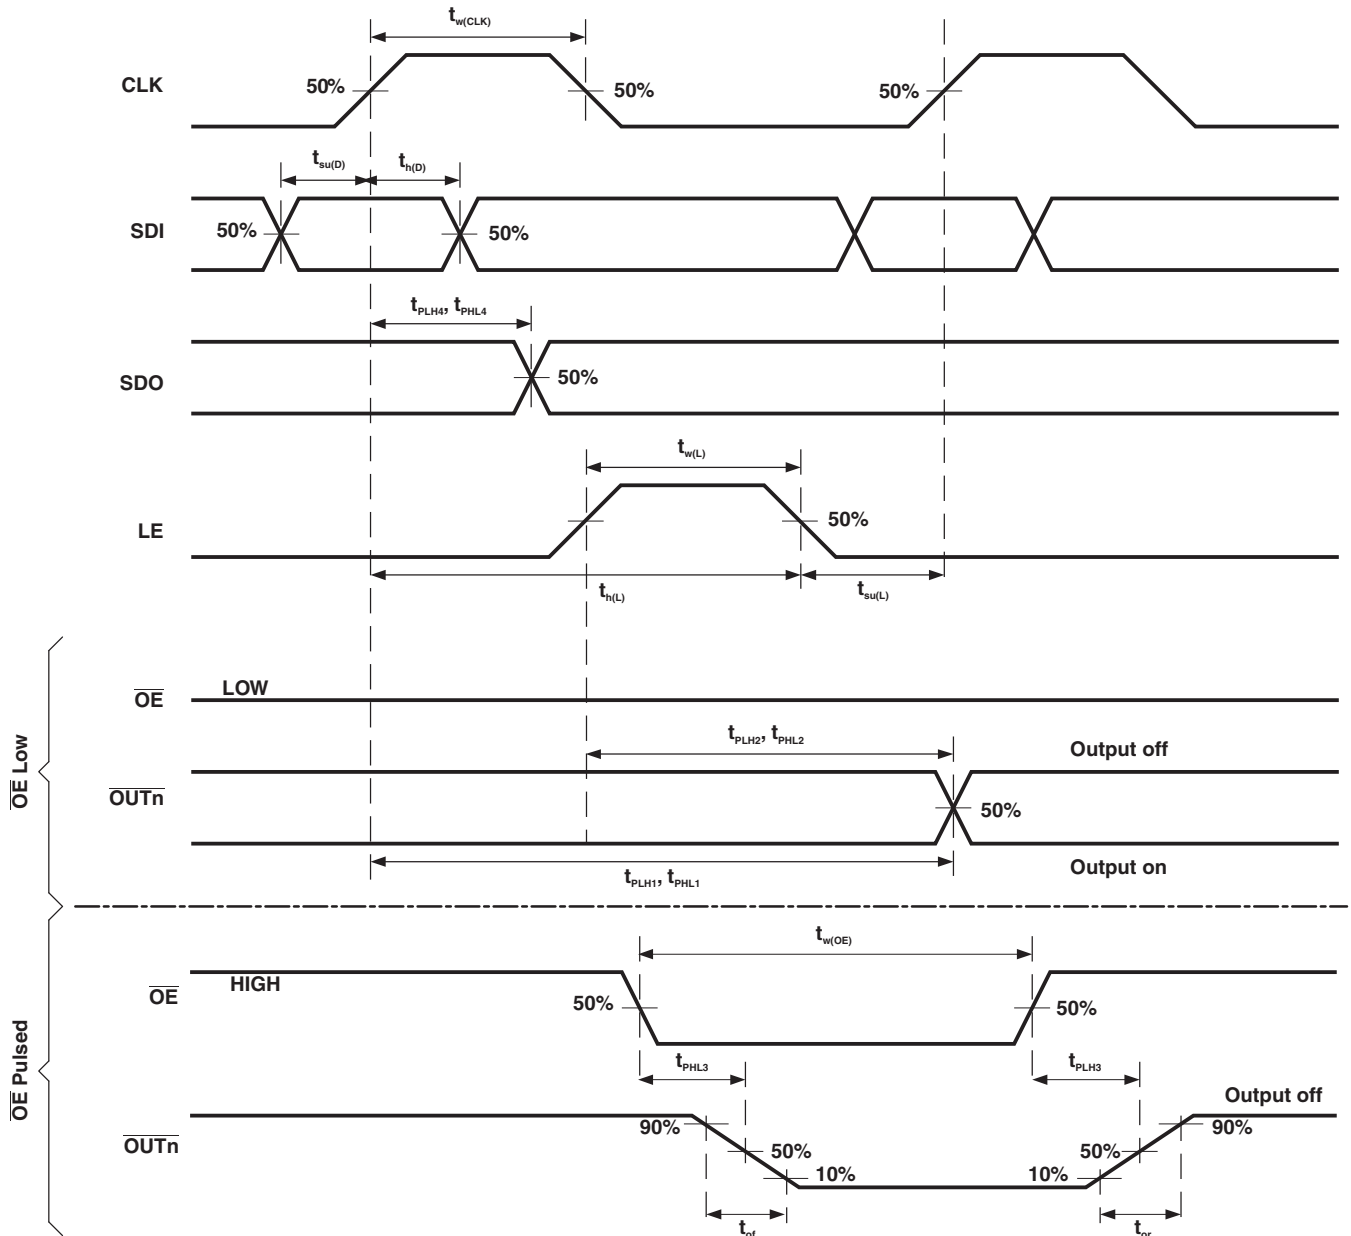 tw(CLK)
CLK
50%
50%
50%
tsu(D)
th(D)
SDI
50%
50%
tPLH4, tPHL4
SDO
50%
tw(L)
LE
50%
th(L)
tsu(L)
OE Low
OE
LOW
tPLH2, tPHL2
Output off
OUTn
50%
tPLH1, tPHL1
Output on
OE Pulsed
tw(OE)
OE
HIGH
50%
50%
tPHL3
tPLH3
Output off
OUTn
90%
50%
10%
10%
50%
90%
tof
tor